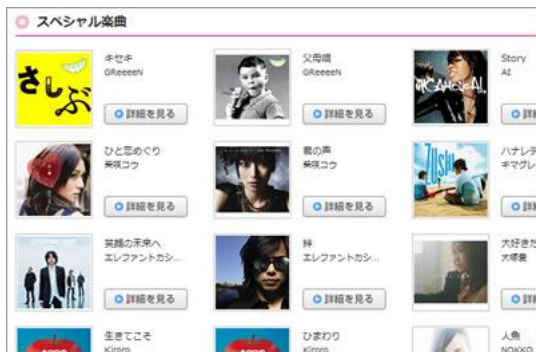 スペシャル楽曲
さしぶ
キセキ
GReeeeN
詳細を見る
父母唄
GReeeeN
詳細を見る
Story
AI
ひと恋めぐり
柴咲コウ
詳細を見る
君の声
柴咲コウ
詳細を見る
ZUSHI
ハナレテ
キマグレ
笑顔の未来へ
エレファントカシ...
詳細を見る
絆
エレファントカシ...
詳細を見る
大好きだ
大塚愛
生きてこそ
Kiroro
ひまわり
Kiroro
人魚
NOKKO